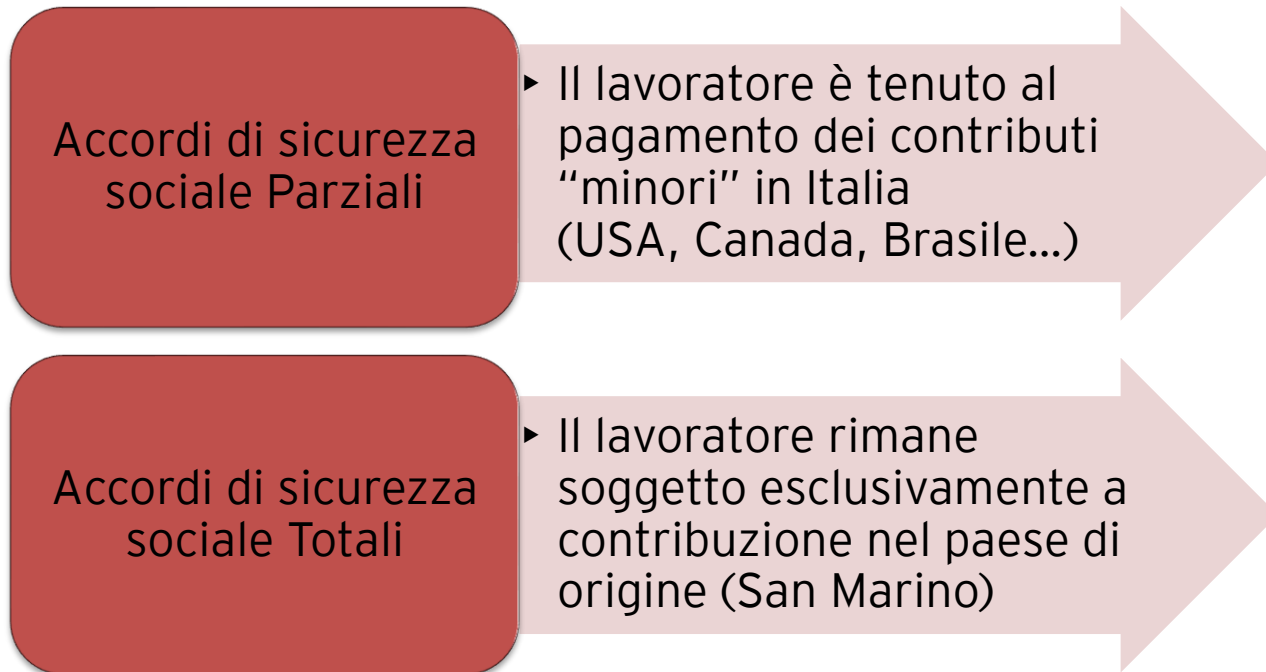 Accordi di sicurezza
sociale Parziali
▸ Il lavoratore è tenuto al
pagamento dei contributi
“minori” in Italia
(USA, Canada, Brasile…)
Accordi di sicurezza
sociale Totali
▸ Il lavoratore rimane
soggetto esclusivamente a
contribuzione nel paese di
origine (San Marino)